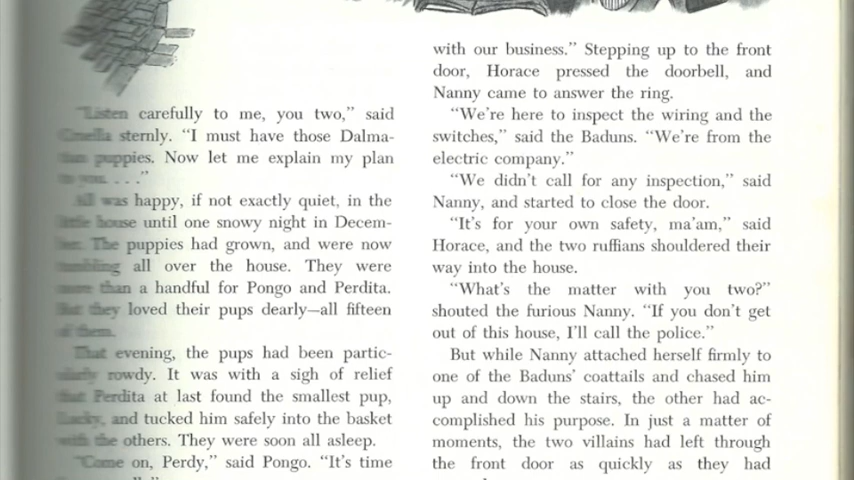 "Listen carefully to me, you two," said
Cruella sternly. "I must have those Dalma-
tian puppies. Now let me explain my plan
to you. . . ."
All was happy, if not exactly quiet, in the
little house until one snowy night in Decem-
ber. The puppies had grown, and were now
tumbling all over the house. They were
more than a handful for Pongo and Perdita.
But they loved their pups dearly—all fifteen
of them.
That evening, the pups had been partic-
ularly rowdy. It was with a sigh of relief
that Perdita at last found the smallest pup,
Lucky, and tucked him safely into the basket
with the others. They were soon all asleep.
"Come on, Perdy," said Pongo. "It's time
with our business." Stepping up to the front
door, Horace pressed the doorbell, and
Nanny came to answer the ring.
"We're here to inspect the wiring and the
switches," said the Baduns. "We're from the
electric company."
"We didn't call for any inspection," said
Nanny, and started to close the door.
"It's for your own safety, ma'am," said
Horace, and the two ruffians shouldered their
way into the house.
"What's the matter with you two?"
shouted the furious Nanny. "If you don't get
out of this house, I'll call the police."
But while Nanny attached herself firmly to
one of the Baduns' coattails and chased him
up and down the stairs, the other had ac-
complished his purpose. In just a matter of
moments, the two villains had left through
the front door as quickly as they had